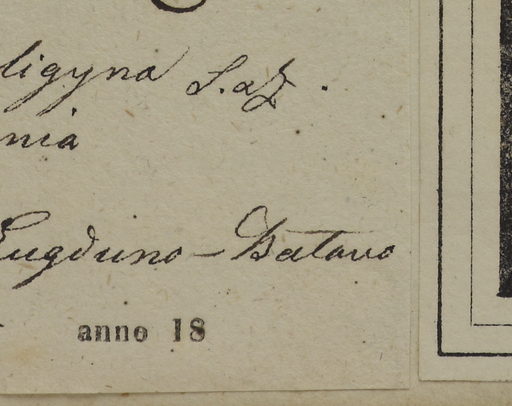 ligyna S. & Z.
nia
Lugduno-Batavo
anno 18